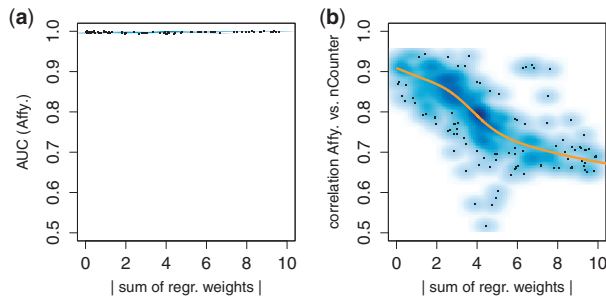 (a)
AUC (Affy.)
1.0
0.9
0.8
0.7
0.6
0.5
0 2 4 6 8 10
| sum of regr. weights |
(b)
correlation Affy. vs. nCounter
1.0
0.9
0.8
0.7
0.6
0.5
0 2 4 6 8 10
| sum of regr. weights |